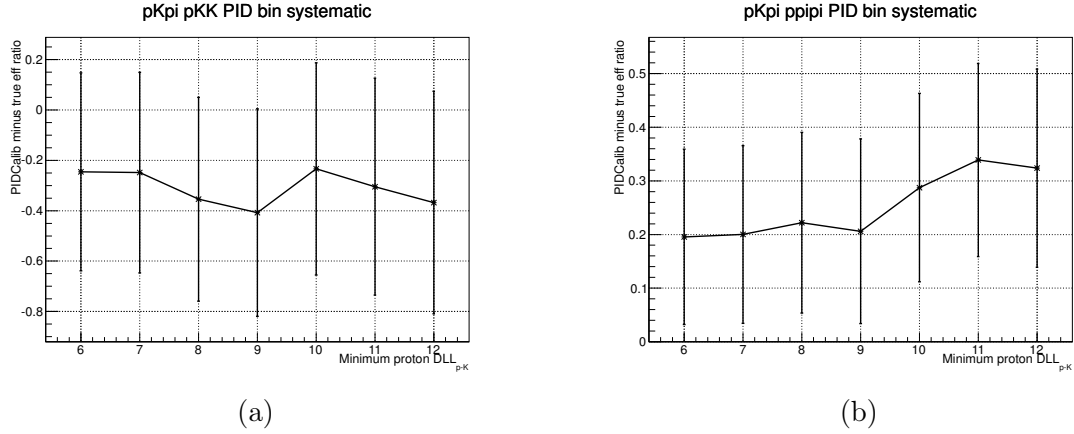 pKpi pKK PID bin systematic
PIDCalib minus true eff ratio
0.2
0
-0.2
-0.4
-0.6
-0.8
6 7 8 9 10 11 12
Minimum proton DLL p-K
(a)
pKpi ppipi PID bin systematic
PIDCalib minus true eff ratio
0.5
0.4
0.3
0.2
0.1
0
6 7 8 9 10 11 12
Minimum proton DLL p-K
(b)